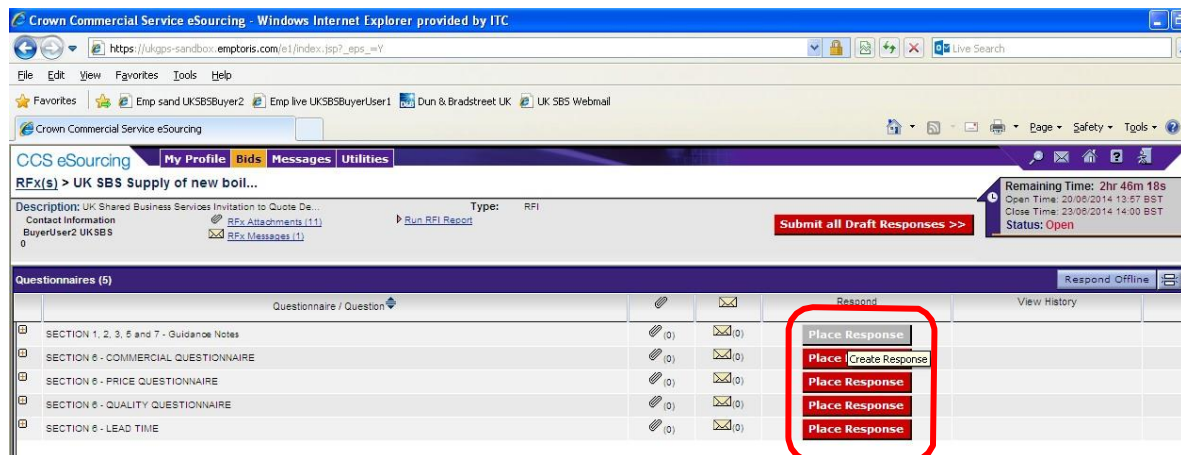 Crown Commercial Service eSourcing - Windows Internet Explorer provided by ITC
https://ukgps-sandbox.emptoris.com/e1/index.jsp?_eps_=Y
Live Search
File Edit View Favorites Tools Help
Favorites Emp sand UKSBSBuyer2 Emp live UKSBSBuyerUser1 Dun & Bradstreet UK UK SBS Webmail
Crown Commercial Service eSourcing
Page Safety Tools
CCS eSourcing My Profile Bids Messages Utilities
RFx(s) > UK SBS Supply of new boil...
Remaining Time: 2hr 46m 18s
Open Time: 20/06/2014 13:57 BST
Close Time: 23/06/2014 14:00 BST
Status: Open
Description: UK Shared Business Services Invitation to Quote De... Type: RFI
Contact Information RFx Attachments (11) Run RFI Report
BuyerUser2 UKSBS RFx Messages (1)
0
Submit all Draft Responses >>
Questionnaires (5) Respond Offline
Questionnaire / Question Respond View History
SECTION 1, 2, 3, 5 and 7 - Guidance Notes (0) (0) Place Response
SECTION 6 - COMMERCIAL QUESTIONNAIRE (0) (0) Place Create Response
SECTION 6 - PRICE QUESTIONNAIRE (0) (0) Place Response
SECTION 6 - QUALITY QUESTIONNAIRE (0) (0) Place Response
SECTION 6 - LEAD TIME (0) (0) Place Response